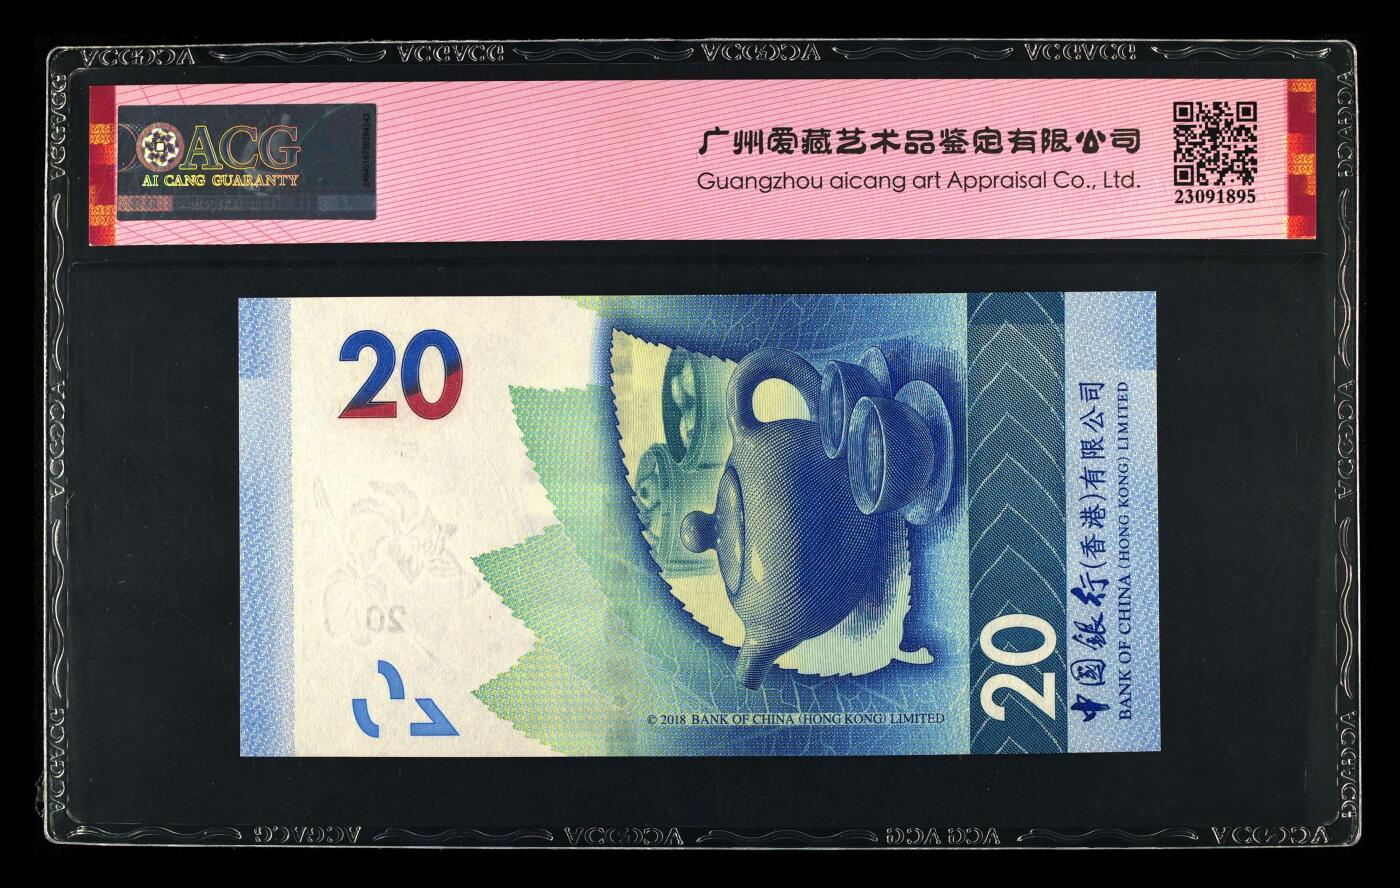 ACG
AI CANG GUARANTY
广州爱藏艺术品鉴定有限公司
Guangzhou aicang art Appraisal Co., Ltd.
23091895
20
20
© 2018 BANK OF CHINA (HONG KONG) LIMITED
20
中國銀行(香港)有限公司
BANK OF CHINA (HONG KONG) LIMITED